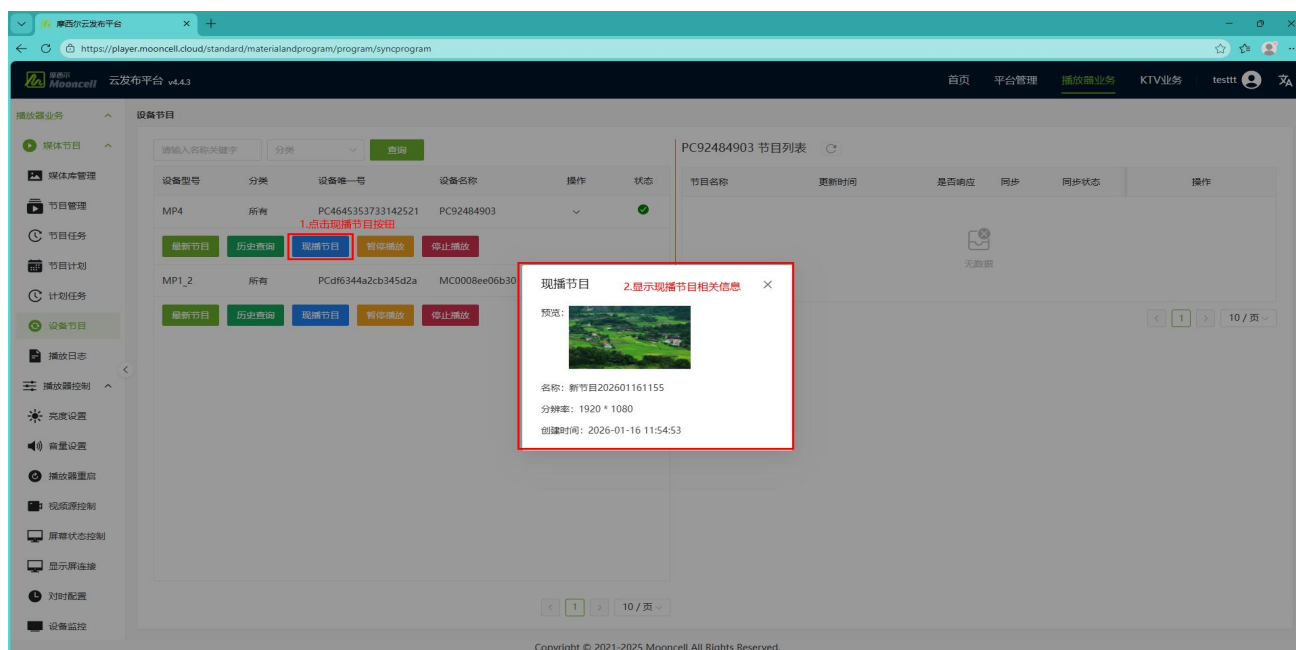 摩西尔云发布平台
https://player.mooncell.cloud/standard/materialandprogram/program/syncprogram
摩西尔 Mooncell 云发布平台 v4.4.3 首页 平台管理 播放器业务 KTV业务 testtt
播放器业务
媒体节目
媒体库管理
节目管理
节目任务
节目计划
计划任务
设备节目
播放日志
播放器控制
亮度设置
音量设置
播放器重启
视频源控制
屏幕状态控制
显示屏连接
对时配置
设备监控
设备节目
请输入名称关键字 分类 查询
设备型号 分类 设备唯一号 设备名称 操作 状态
MP4 所有 PC4645353733142521 PC92484903
1.点击现播节目按钮
最新节目 历史查询 现播节目 暂停播放 停止播放
MP1_2 所有 PCdf6344a2cb345d2a MC0008ee06b30
最新节目 历史查询 现播节目 暂停播放 停止播放
1 10 / 页
PC92484903 节目列表
节目名称 更新时间 是否响应 同步 同步状态 操作
无数据
1 10 / 页
现播节目 2.显示现播节目相关信息
预览:
名称: 新节目202601161155
分辨率: 1920 * 1080
创建时间: 2026-01-16 11:54:53
Copyright © 2021-2025 Mooncell All Rights Reserved.